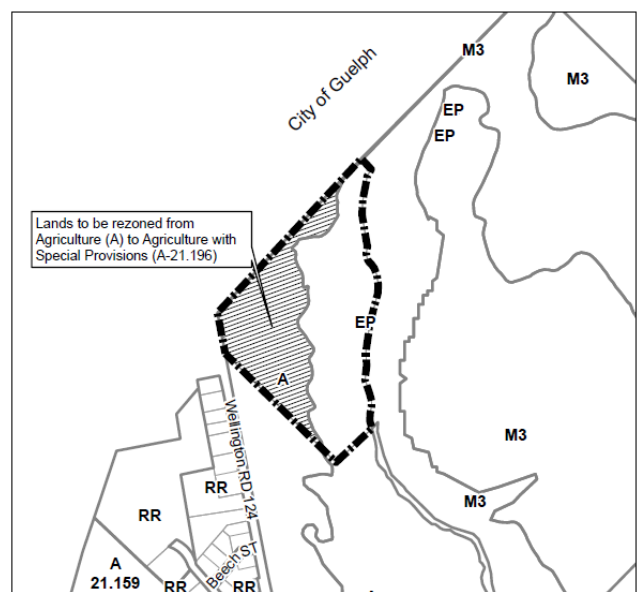 City of Guelph
M3
M3
EP
EP
Lands to be rezoned from
Agriculture (A) to Agriculture with
Special Provisions (A-21.196)
EP
A
Wellington RD 124
M3
RR
M3
RR
Beech ST
A
21.159
RR
RR